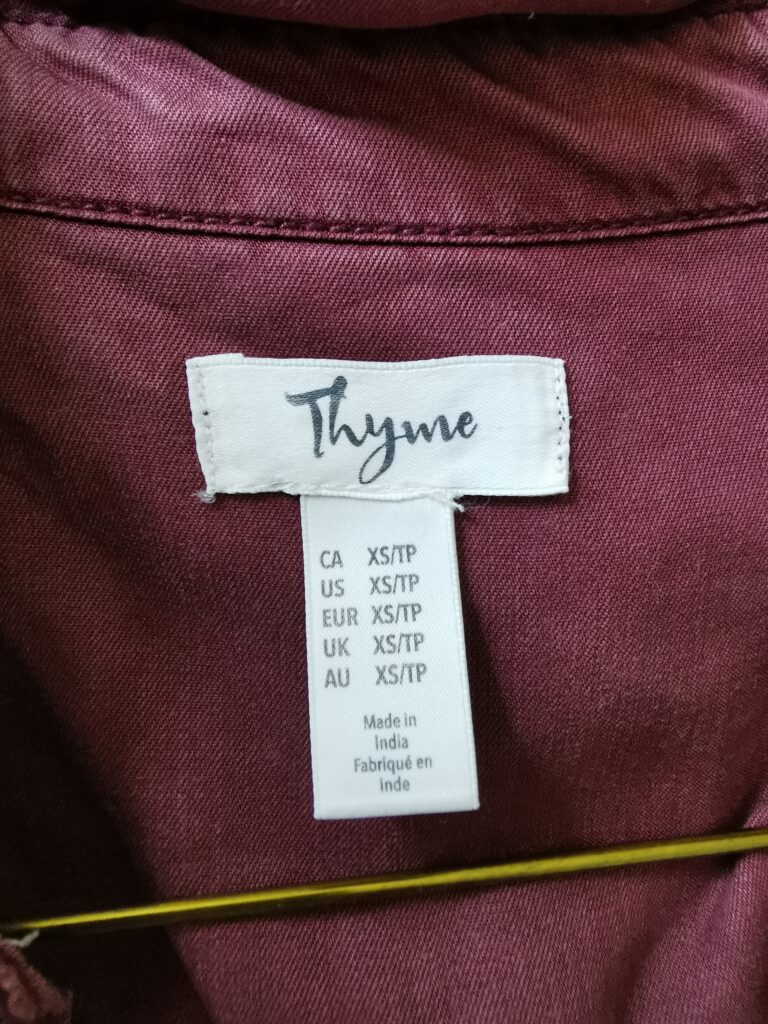 Thyme
CA XS/TP
US XS/TP
EUR XS/TP
UK XS/TP
AU XS/TP
Made in
India
Fabriqué en
inde